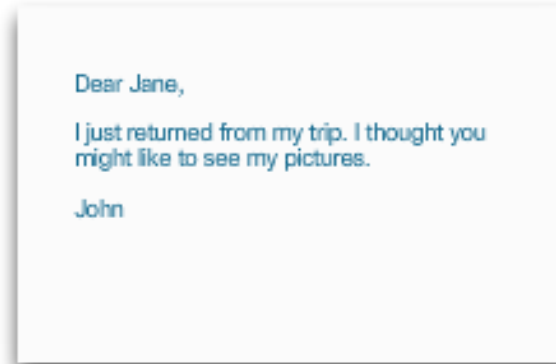 Dear Jane,
I just returned from my trip. I thought you
might like to see my pictures.
John